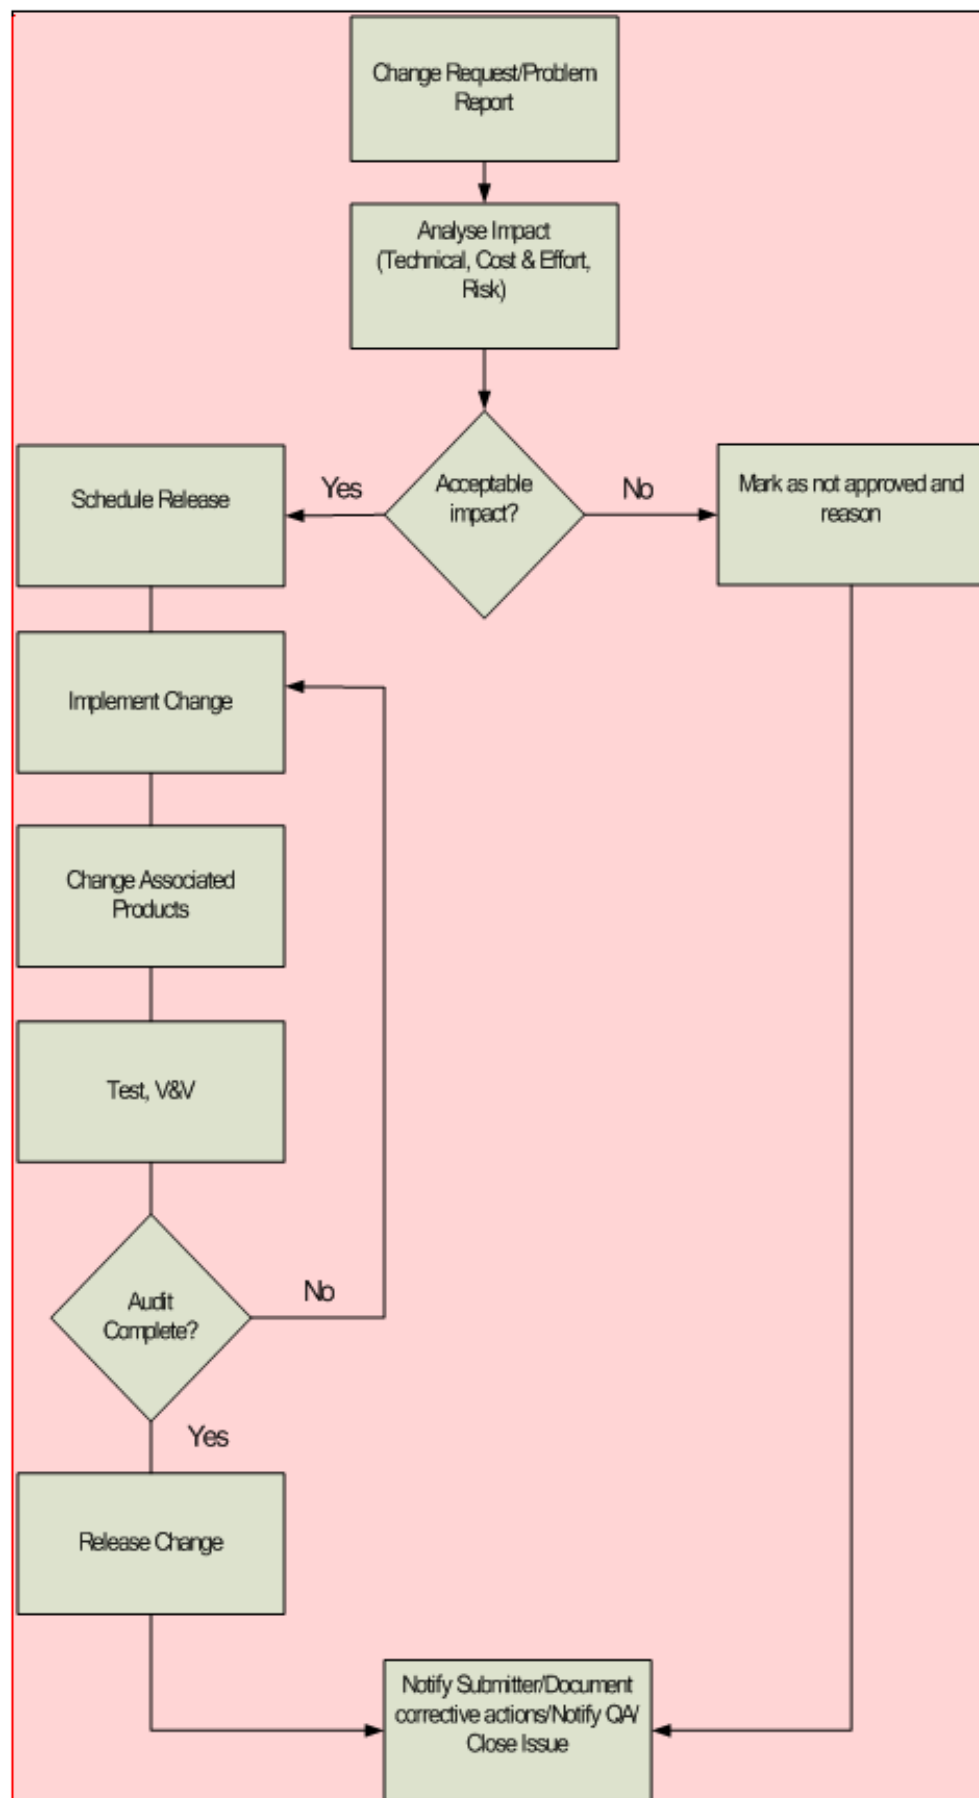 Change Request/Problem
Report
Analyse Impact
(Technical, Cost & Effort,
Risk)
Acceptable
impact?
Yes
No
Schedule Release
Mark as not approved and
reason
Implement Change
Change Associated
Products
Test, V&V
Audit
Complete?
No
Yes
Release Change
Notify Submitter/Document
corrective actions/Notify QA/
Close Issue